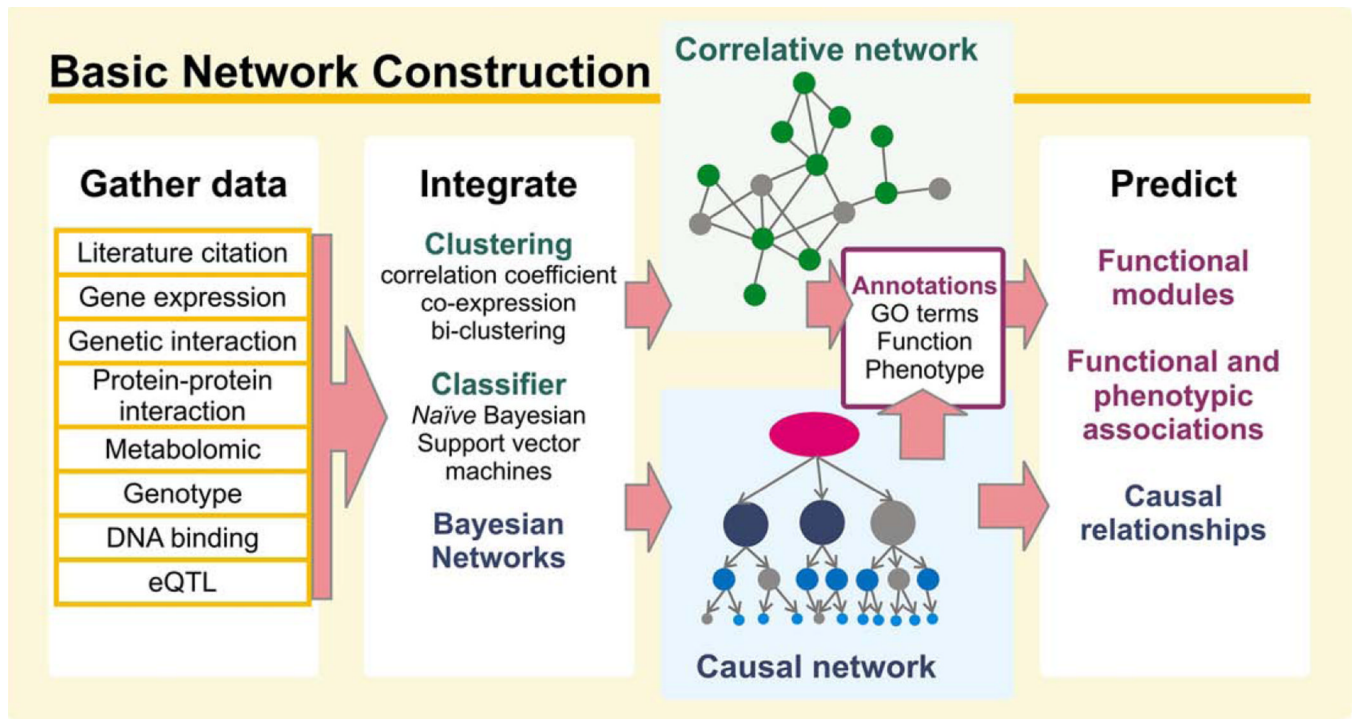 Basic Network Construction
Gather data
Literature citation
Gene expression
Genetic interaction
Protein-protein
interaction
Metabolomic
Genotype
DNA binding
eQTL
Integrate
Clustering
correlation coefficient
co-expression
bi-clustering
Classifier
Naïve Bayesian
Support vector
machines
Bayesian
Networks
Correlative network
Annotations
GO terms
Function
Phenotype
Causal network
Predict
Functional
modules
Functional and
phenotypic
associations
Causal
relationships